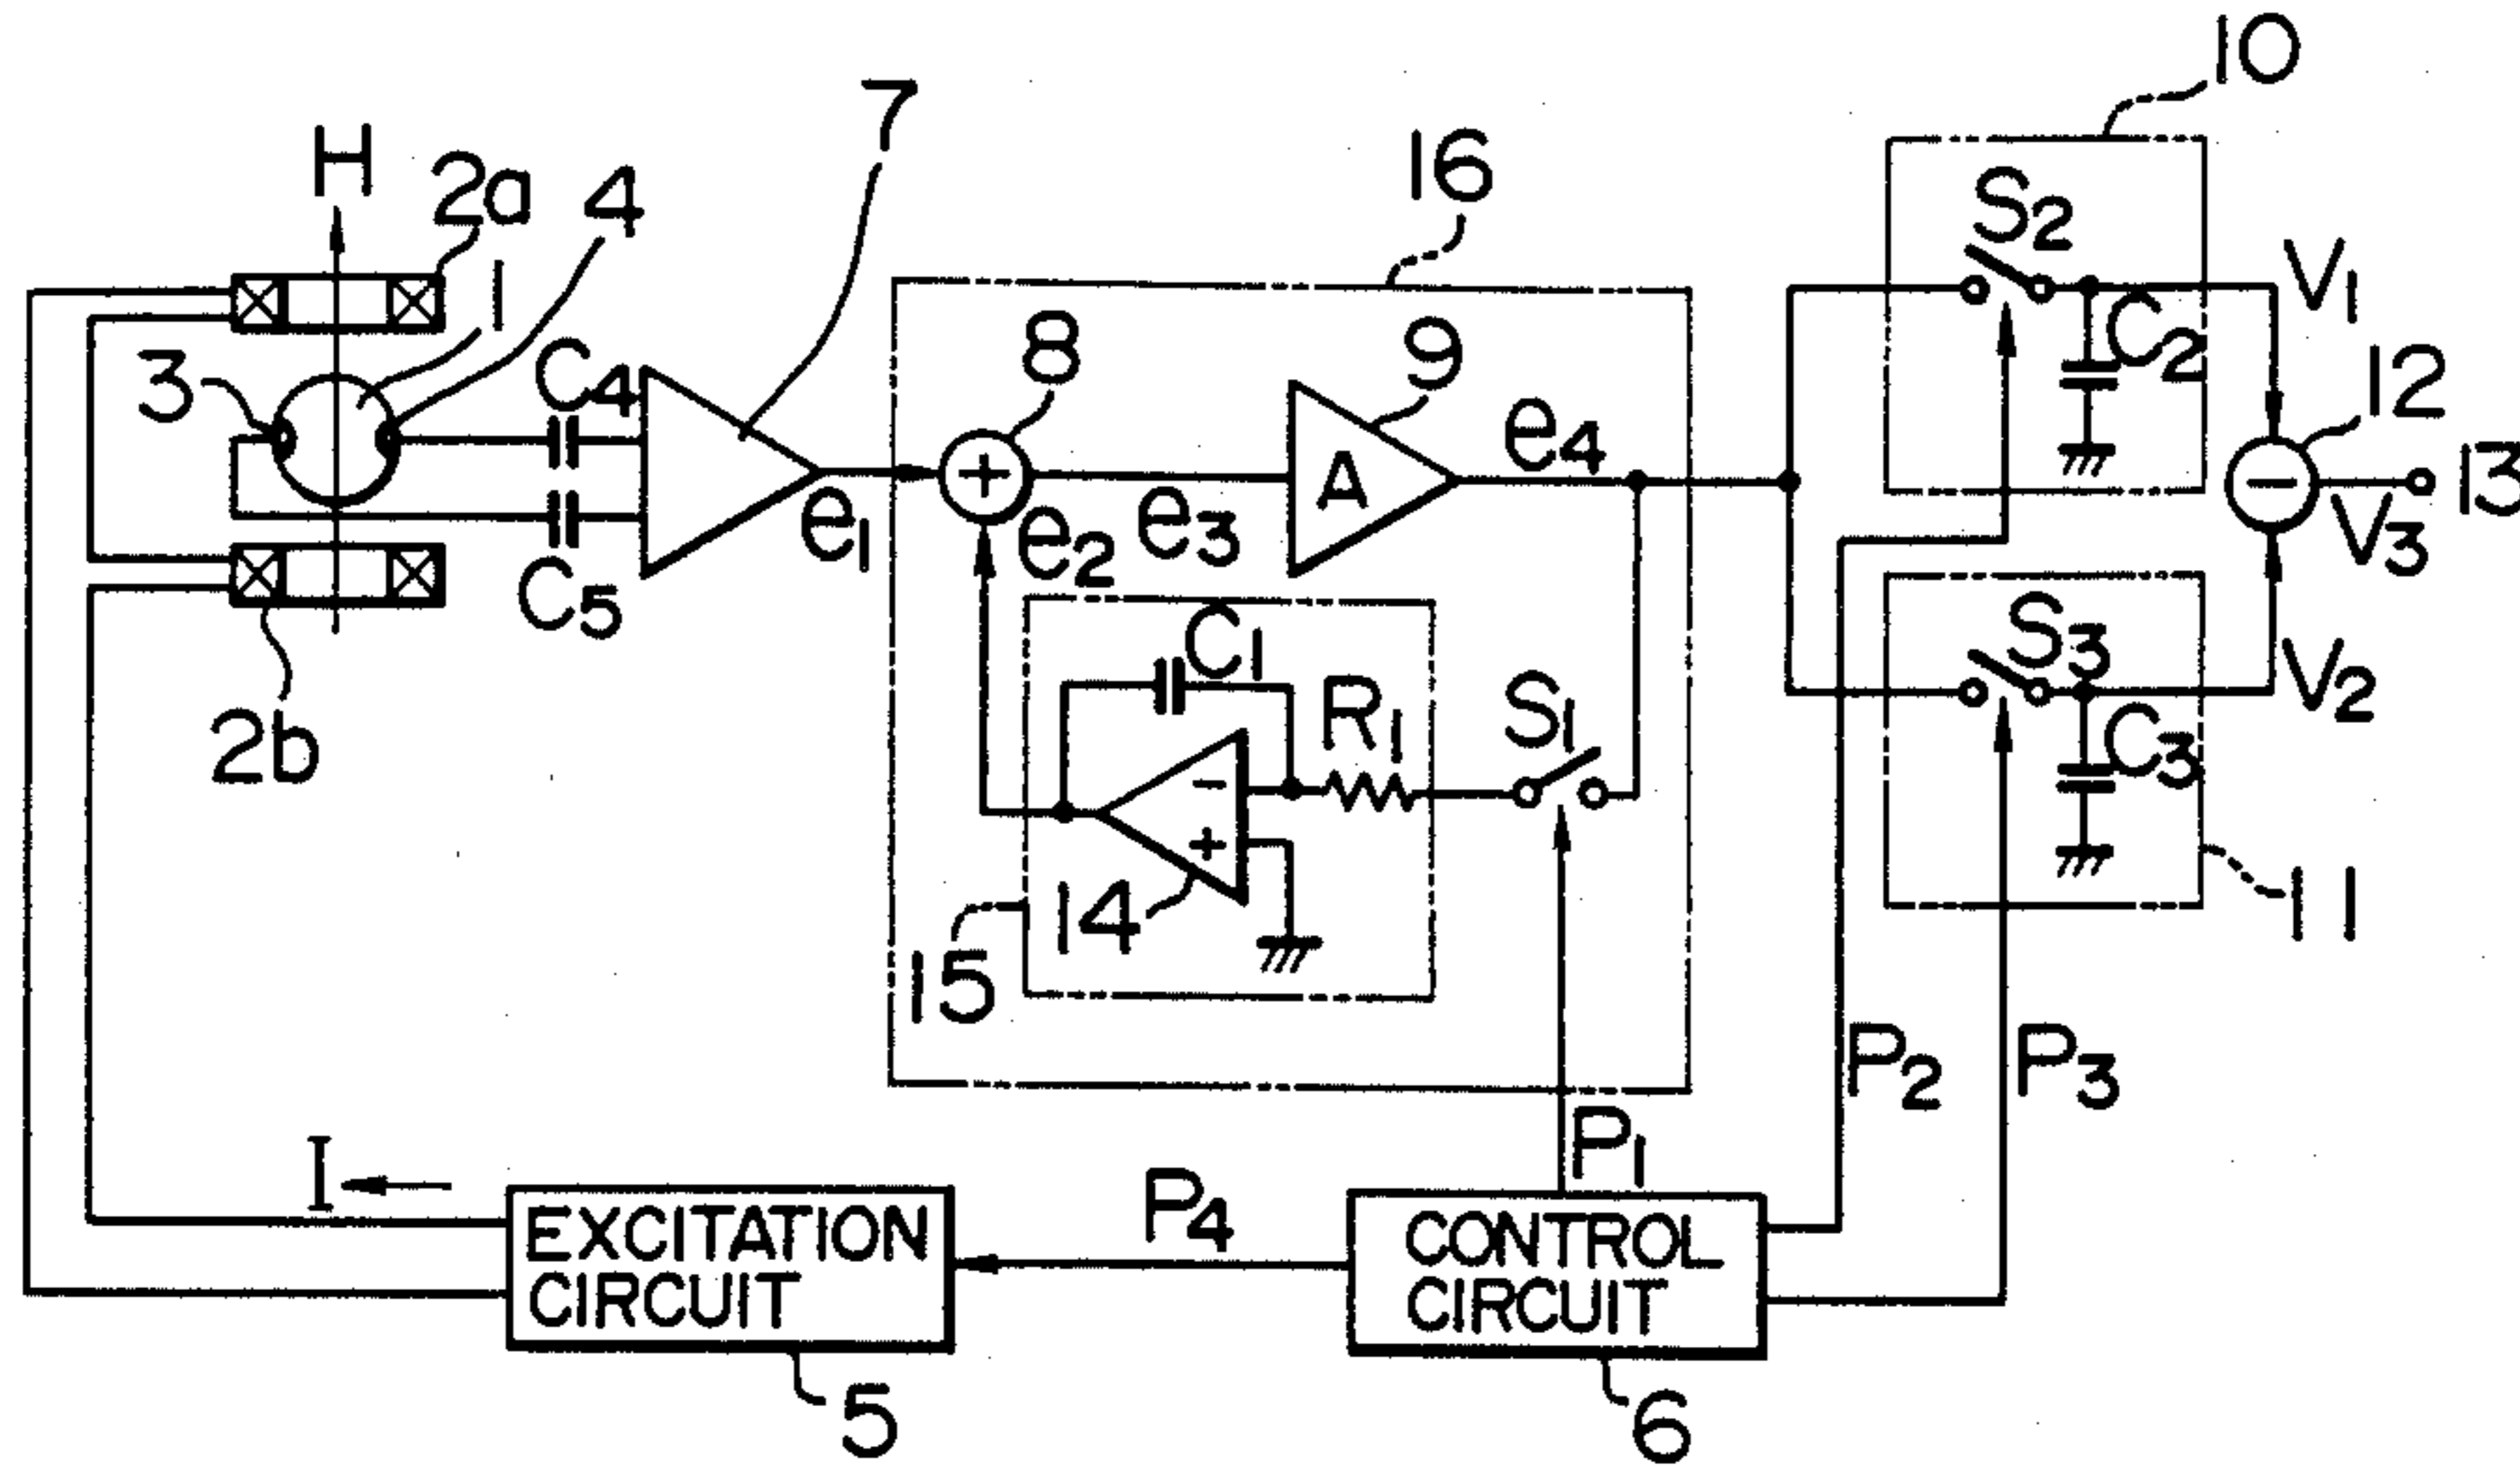 10
7
H
2a
4
16
S2
V1
1
8
9
C2
3
C4
e4
12
13
e1
e2
e3
A
V3
C5
C1
S3
V2
R1
S1
2b
C3
14
11
15
P2
P3
P1
I
P4
EXCITATION
CIRCUIT
CONTROL
CIRCUIT
5
6